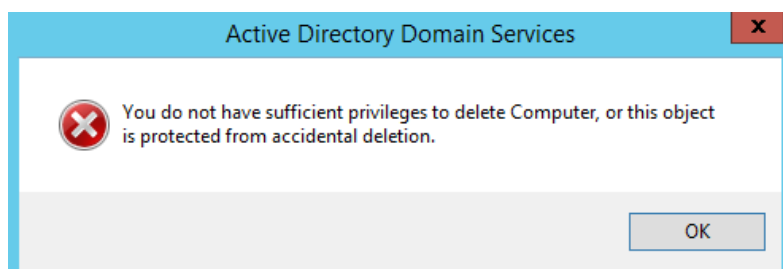 Active Directory Domain Services
x
You do not have sufficient privileges to delete Computer, or this object
is protected from accidental deletion.
OK